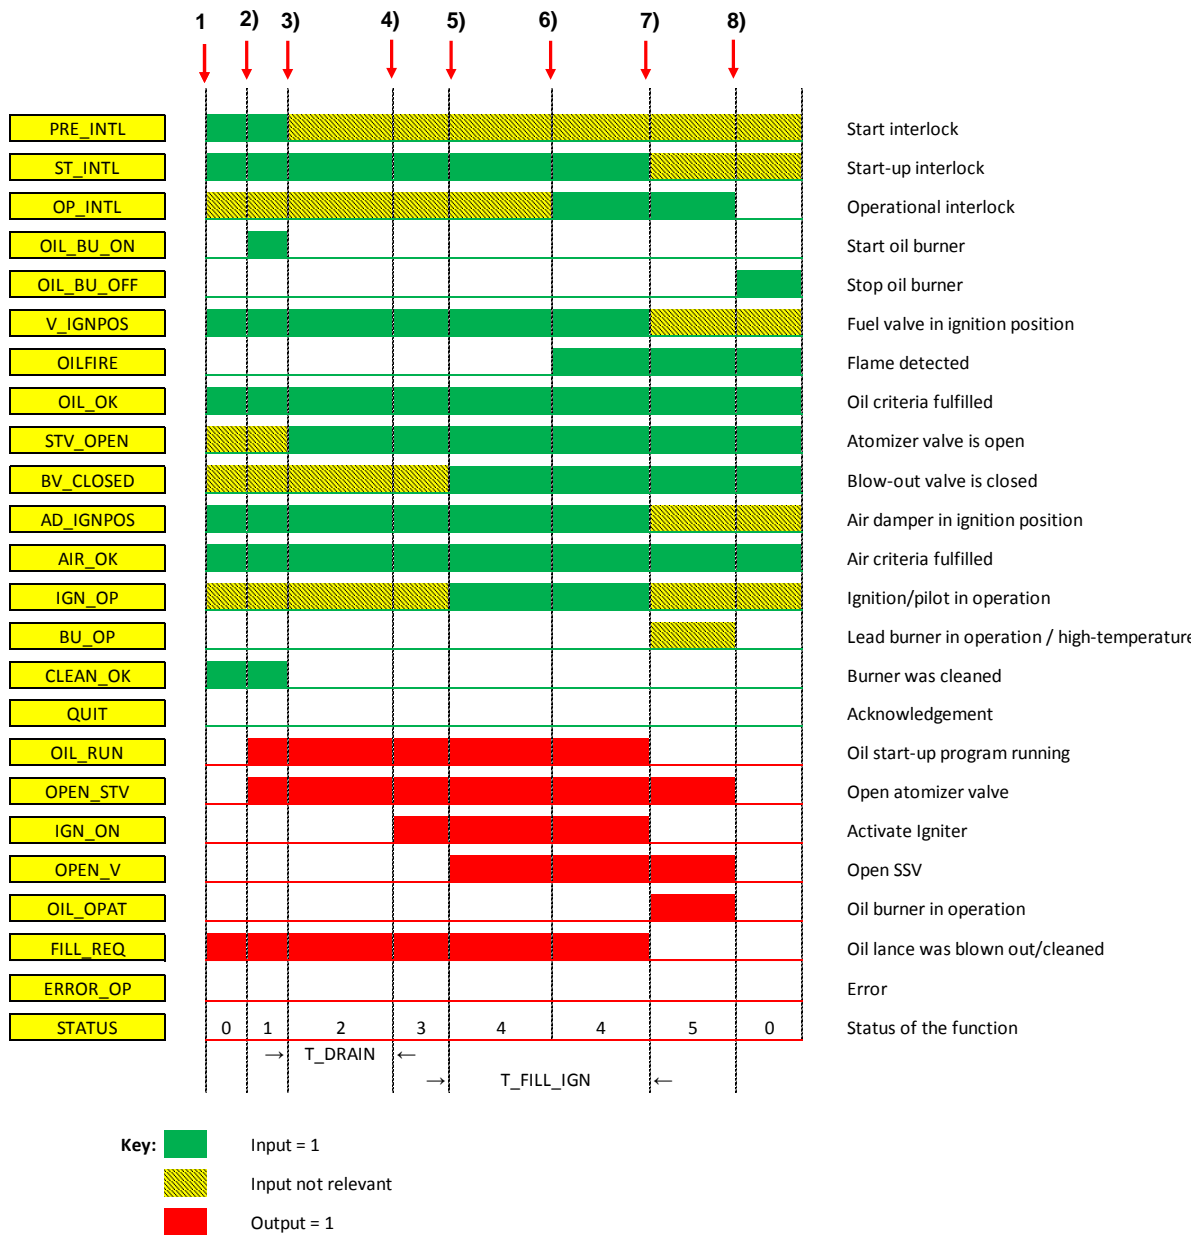 1 2) 3) 4) 5) 6) 7) 8)
PRE_INTL Start interlock
ST_INTL Start-up interlock
OP_INTL Operational interlock
OIL_BU_ON Start oil burner
OIL_BU_OFF Stop oil burner
V_IGNPOS Fuel valve in ignition position
OILFIRE Flame detected
OIL_OK Oil criteria fulfilled
STV_OPEN Atomizer valve is open
BV_CLOSED Blow-out valve is closed
AD_IGNPOS Air damper in ignition position
AIR_OK Air criteria fulfilled
IGN_OP Ignition/pilot in operation
BU_OP Lead burner in operation / high-temperature
CLEAN_OK Burner was cleaned
QUIT Acknowledgement
OIL_RUN Oil start-up program running
OPEN_STV Open atomizer valve
IGN_ON Activate Igniter
OPEN_V Open SSV
OIL_OPAT Oil burner in operation
FILL_REQ Oil lance was blown out/cleaned
ERROR_OP Error
STATUS 0 1 2 3 4 4 5 0 Status of the function
→ T_DRAIN ←
→ T_FILL_IGN ←
Key: Input = 1
Input not relevant
Output = 1